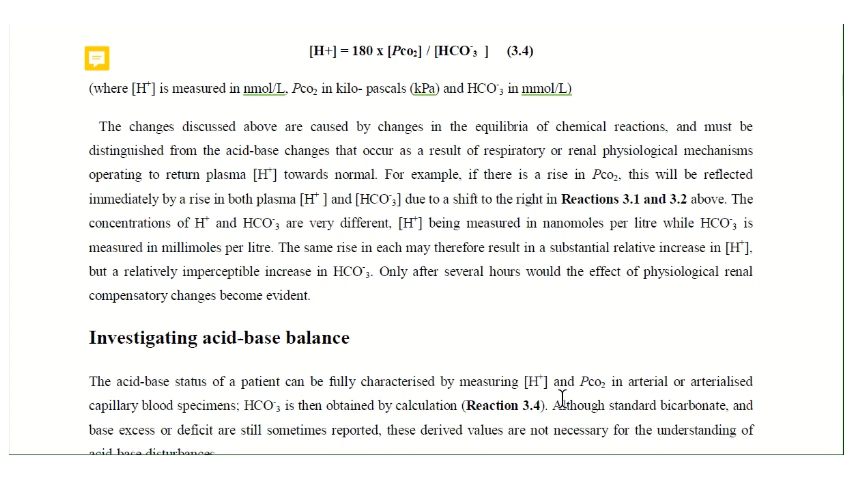 [H+] = 180 x [Pco₂] / [HCO⁻₃ ] (3.4)
(where [H⁺] is measured in nmol/L, Pco₂ in kilo- pascals (kPa) and HCO⁻₃ in mmol/L)
The changes discussed above are caused by changes in the equilibria of chemical reactions, and must be
distinguished from the acid-base changes that occur as a result of respiratory or renal physiological mechanisms
operating to return plasma [H⁺] towards normal. For example, if there is a rise in Pco₂, this will be reflected
immediately by a rise in both plasma [H⁺ ] and [HCO⁻₃] due to a shift to the right in Reactions 3.1 and 3.2 above. The
concentrations of H⁺ and HCO⁻₃ are very different, [H⁺] being measured in nanomoles per litre while HCO⁻₃ is
measured in millimoles per litre. The same rise in each may therefore result in a substantial relative increase in [H⁺],
but a relatively imperceptible increase in HCO⁻₃. Only after several hours would the effect of physiological renal
compensatory changes become evident.
Investigating acid-base balance
The acid-base status of a patient can be fully characterised by measuring [H⁺] and Pco₂ in arterial or arterialised
capillary blood specimens; HCO⁻₃ is then obtained by calculation (Reaction 3.4). Although standard bicarbonate, and
base excess or deficit are still sometimes reported, these derived values are not necessary for the understanding of
acid-base disturbances